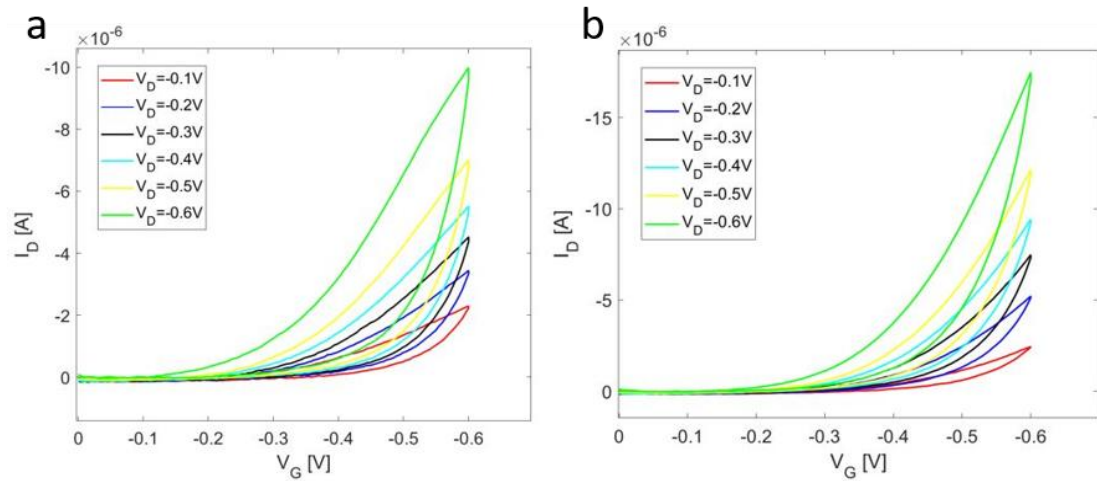 a
×10⁻⁶
-10
-8
-6
-4
-2
0
I_D [A]
V_D=-0.1V
V_D=-0.2V
V_D=-0.3V
V_D=-0.4V
V_D=-0.5V
V_D=-0.6V
0 -0.1 -0.2 -0.3 -0.4 -0.5 -0.6
V_G [V]
b
×10⁻⁶
-15
-10
-5
0
I_D [A]
V_D=-0.1V
V_D=-0.2V
V_D=-0.3V
V_D=-0.4V
V_D=-0.5V
V_D=-0.6V
0 -0.1 -0.2 -0.3 -0.4 -0.5 -0.6
V_G [V]